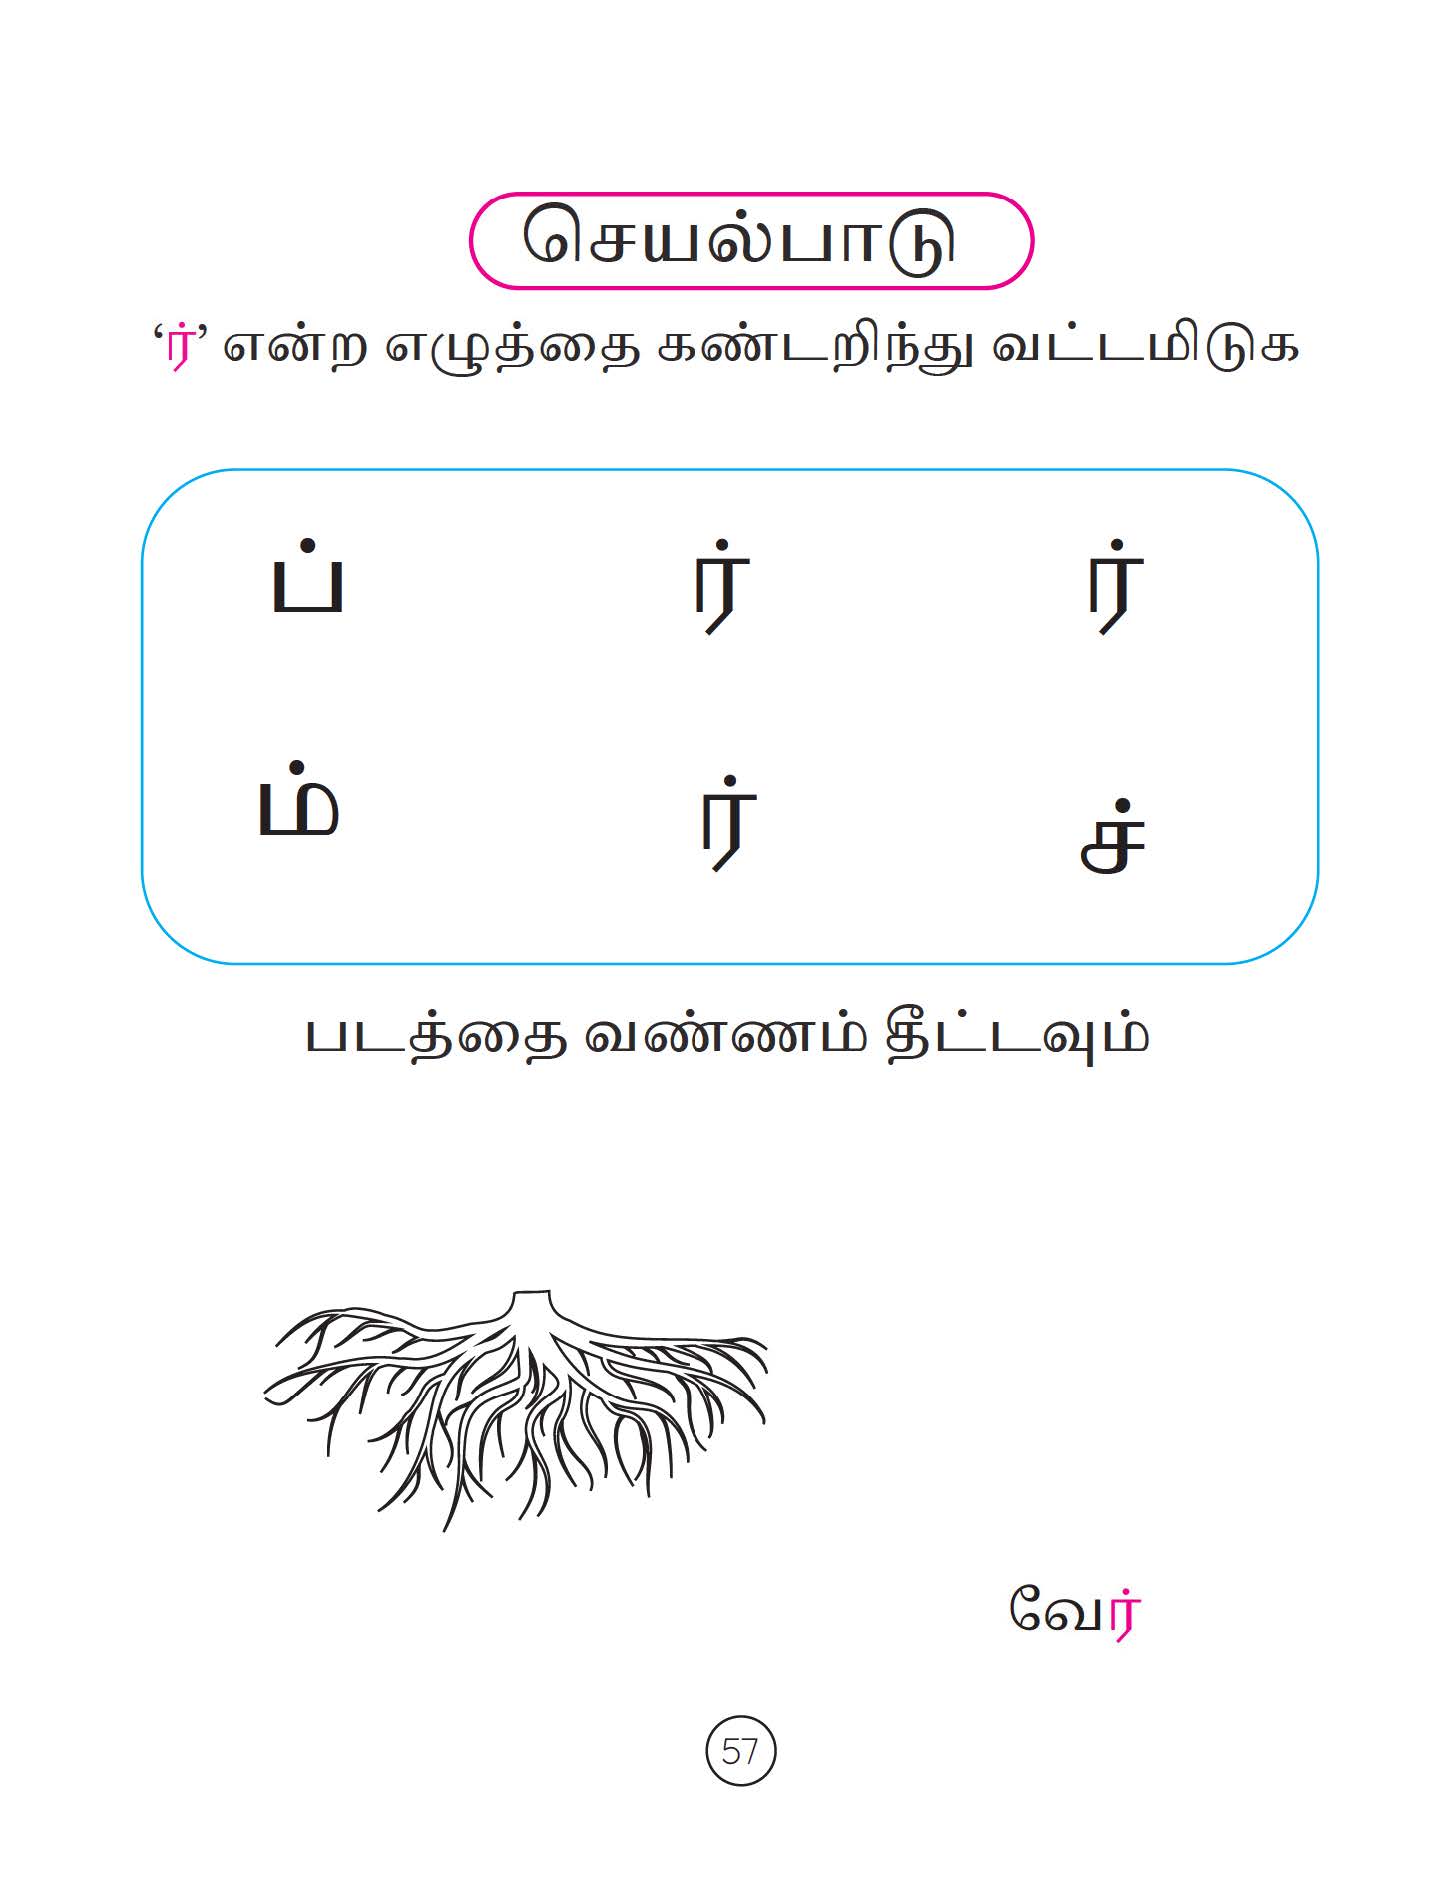 செயல்பாடு
‘ர்’ என்ற எழுத்தை கண்டறிந்து வட்டமிடுக
ப் ர் ர்
ம் ர் ச்
படத்தை வண்ணம் தீட்டவும்
வேர்
57